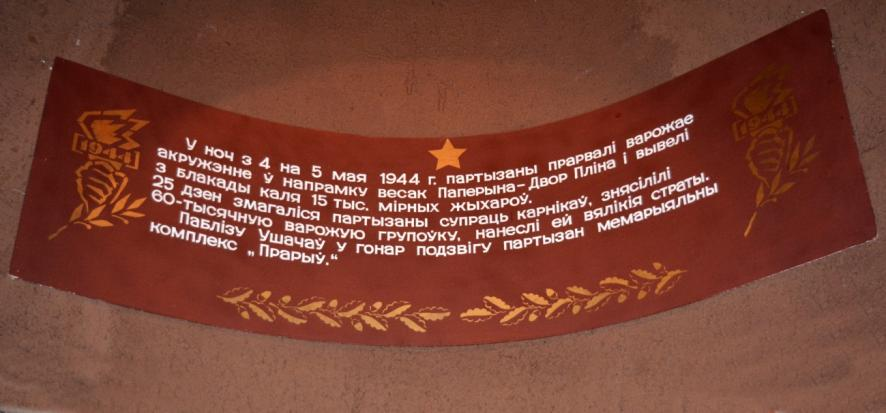 1944
1944
У ноч з 4 на 5 мая 1944 г. партызаны прарвалі варожае
акружэнне ў напрамку весак Паперына-Двор Пліна і вывелі
з блакады каля 15 тыс. мірных жыхароў.
25 дзен змагаліся партызаны супраць карнікаў, знясілілі
60-тысячную варожую групоўку, нанеслі ей вялікія страты.
Паблізу Ушачаў у гонар подзвігу партызан мемарыяльны
комплекс „Прарыў.“